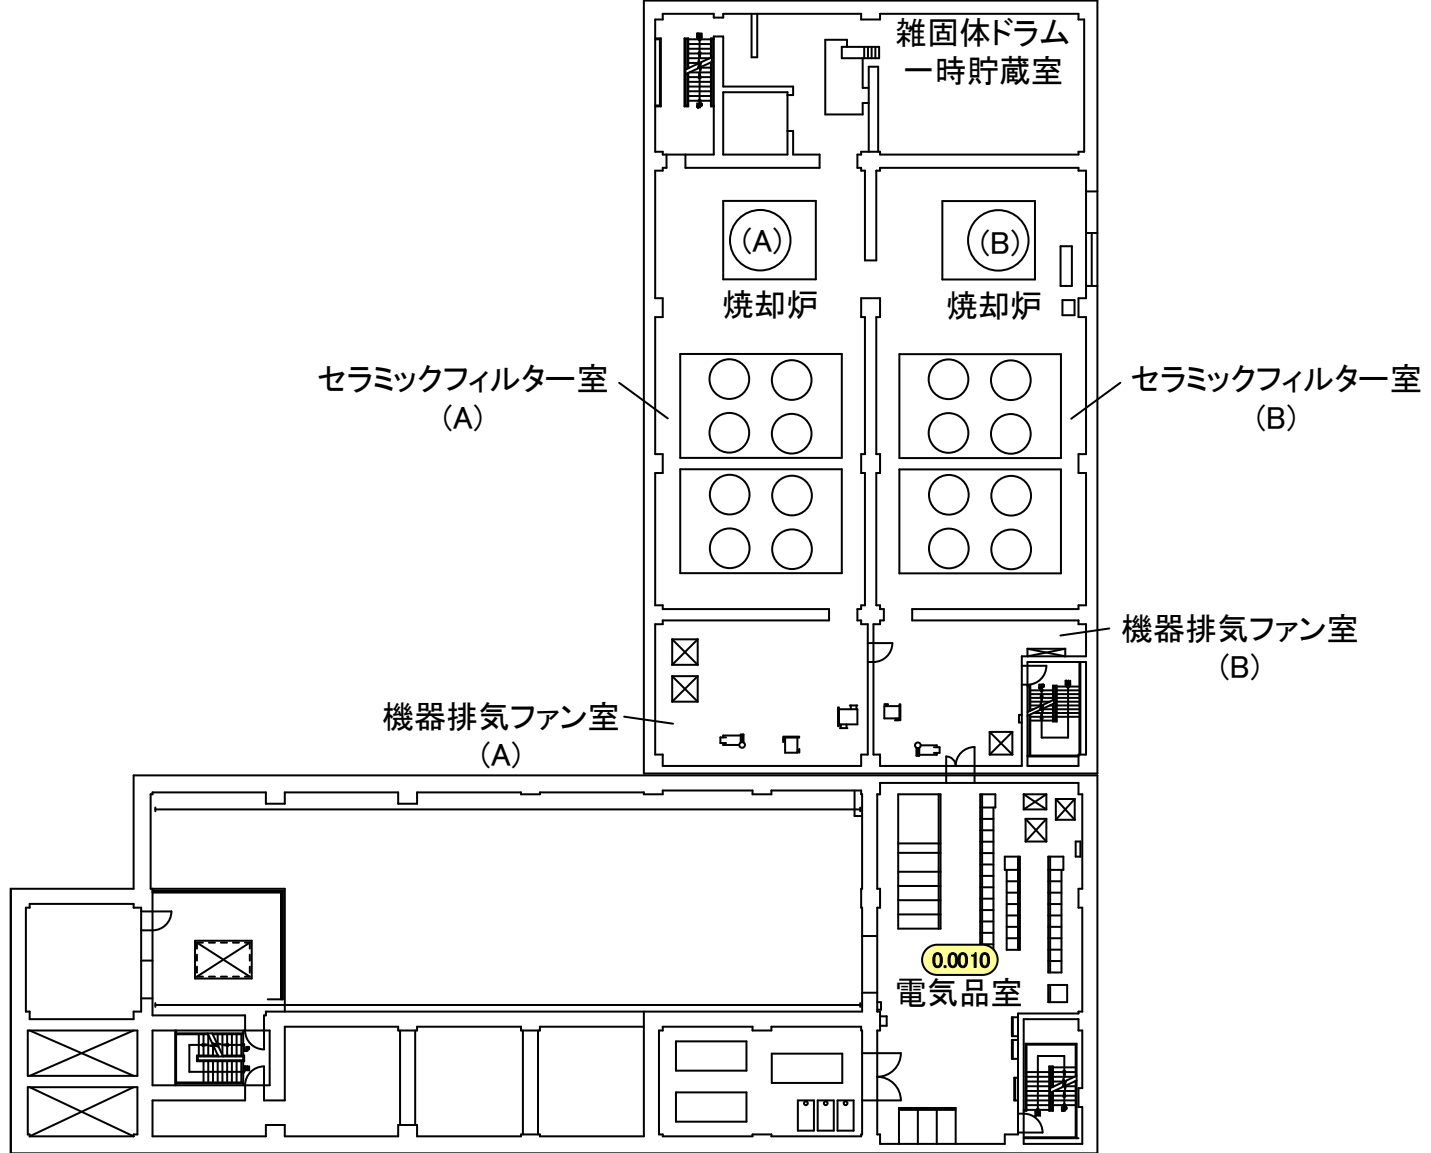 雑固体ドラム
一時貯蔵室
(A)
焼却炉
(B)
焼却炉
セラミックフィルター室
(A)
セラミックフィルター室
(B)
機器排気ファン室
(B)
機器排気ファン室
(A)
0.0010
電気品室